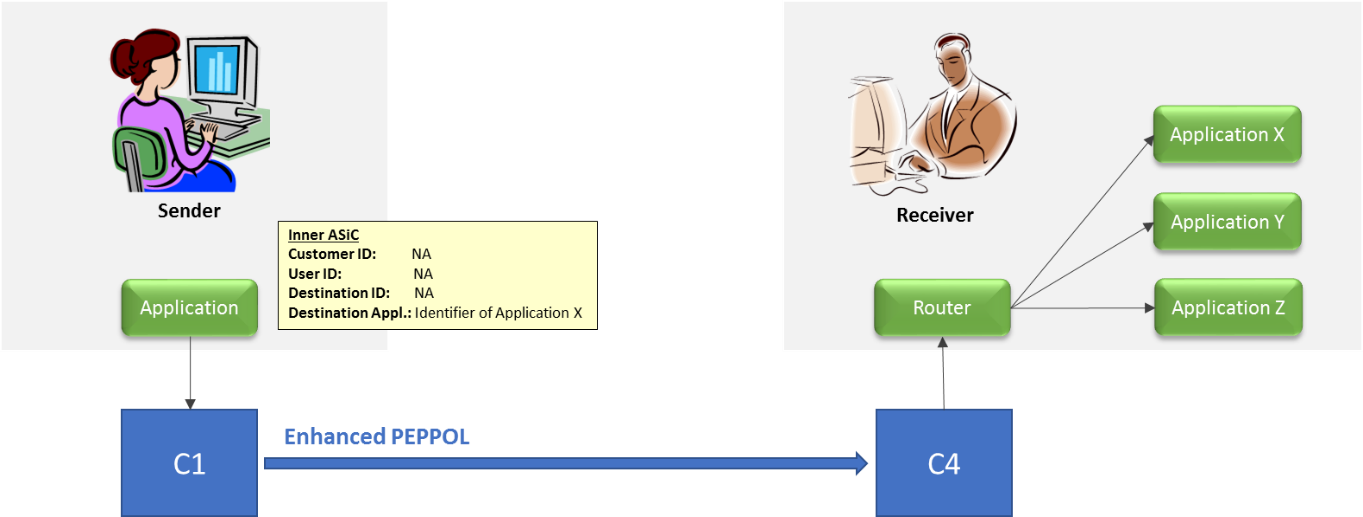 Sender
Inner ASiC
Customer ID: NA
User ID: NA
Destination ID: NA
Destination Appl.: Identifier of Application X
Application
C1
Enhanced PEPPOL
Receiver
Router
Application X
Application Y
Application Z
C4